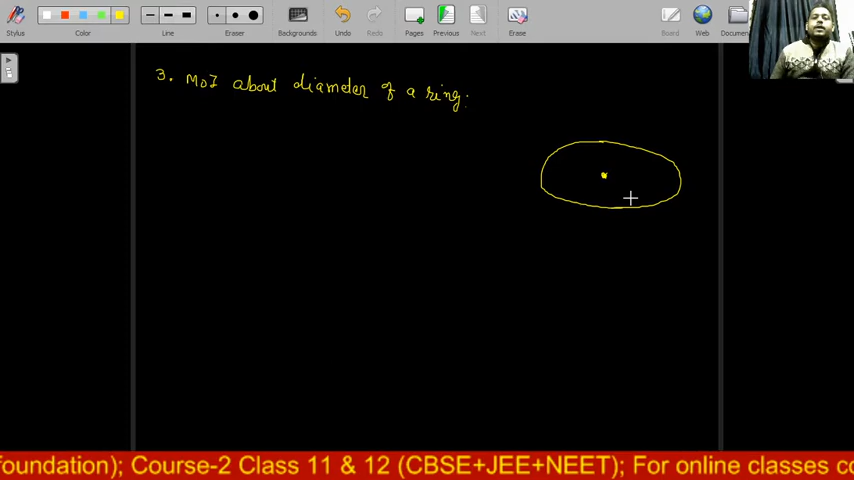 Color
Line
Eraser
Backgrounds
Undo
Redo
Pages
Previous
Next
Erase
Board
Web
Documen
Stylus
3. MOI about diameter of a ring:
foundation); Course-2 Class 11 & 12 (CBSE+JEE+NEET); For online classes co